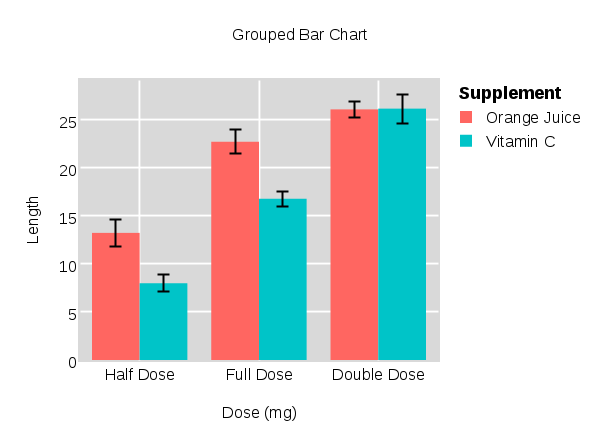 Grouped Bar Chart
Supplement
Orange Juice
Vitamin C
Length
25
20
15
10
5
0
Half Dose
Full Dose
Double Dose
Dose (mg)